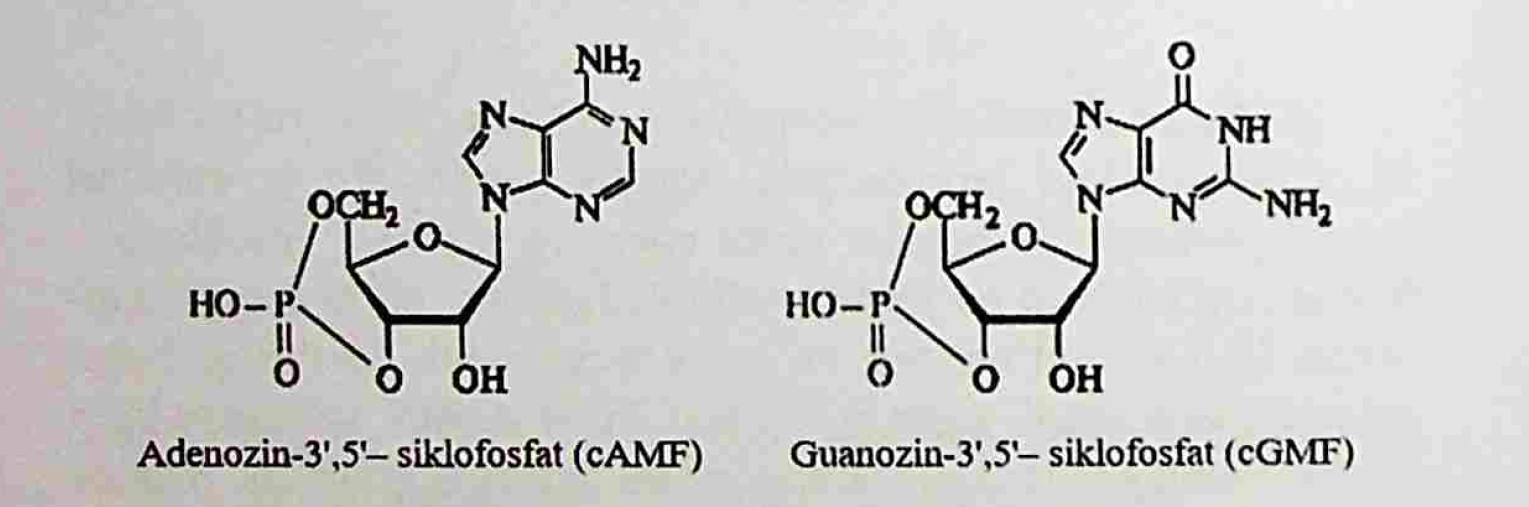 NH₂
N
N
N
N
OCH₂
O
HO–P
O
O
OH
Adenozin-3',5'– siklofosfat (cAMF)
O
N
NH
N
N
NH₂
OCH₂
O
HO–P
O
O
OH
Guanozin-3',5'– siklofosfat (cGMF)